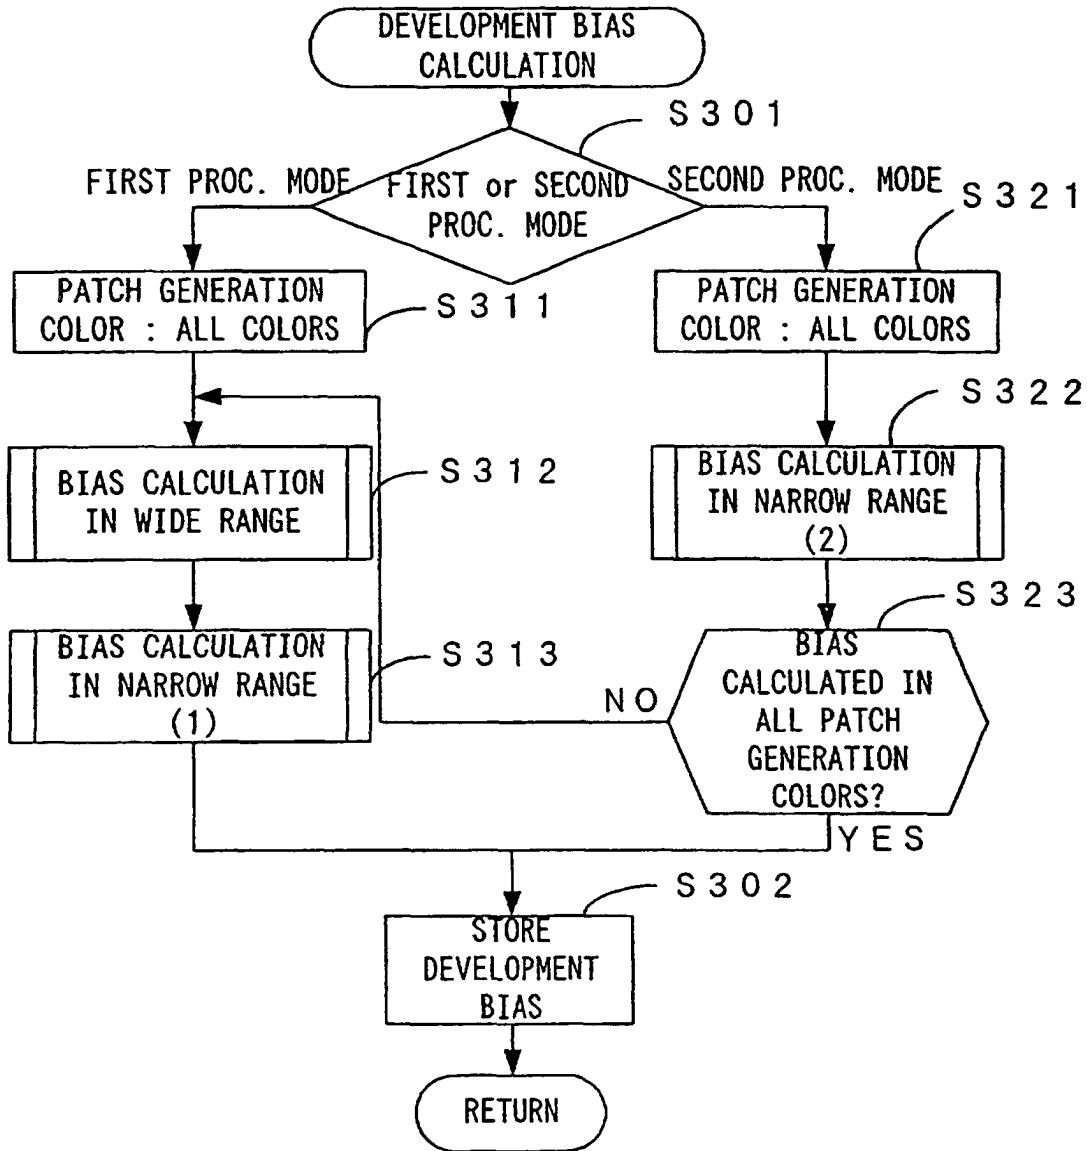 DEVELOPMENT BIAS
CALCULATION
S301
FIRST PROC. MODE
FIRST or SECOND
PROC. MODE
SECOND PROC. MODE
S321
PATCH GENERATION
COLOR : ALL COLORS
S311
PATCH GENERATION
COLOR : ALL COLORS
S322
BIAS CALCULATION
IN WIDE RANGE
S312
BIAS CALCULATION
IN NARROW RANGE
(2)
S323
BIAS CALCULATION
IN NARROW RANGE
(1)
S313
NO
BIAS
CALCULATED IN
ALL PATCH
GENERATION
COLORS?
YES
S302
STORE
DEVELOPMENT
BIAS
RETURN